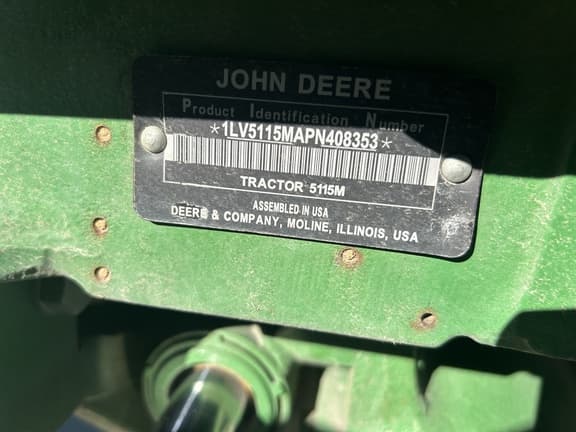 JOHN DEERE
Product Identification Number
*1LV5115MAPN408353*
TRACTOR 5115M
ASSEMBLED IN USA
DEERE & COMPANY, MOLINE, ILLINOIS, USA